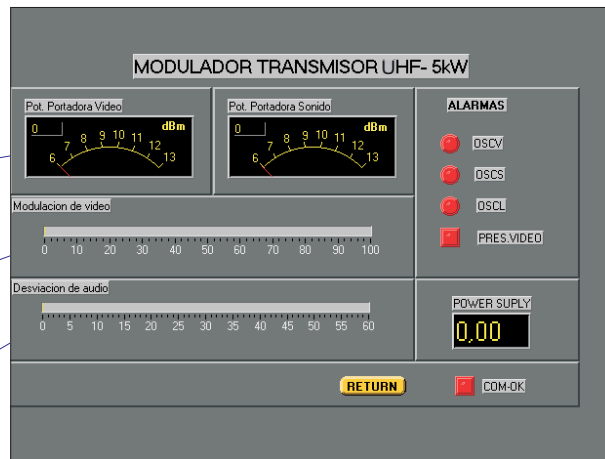 MODULADOR TRANSMISOR UHF- 5kW
Pot. Portadora Video
0 dBm
6 7 8 9 10 11 12 13
Pot. Portadora Sonido
0 dBm
6 7 8 9 10 11 12 13
ALARMAS
OSCV
OSCS
OSCL
PRES.VIDEO
Modulacion de video
0 10 20 30 40 50 60 70 80 90 100
Desviacion de audio
0 5 10 15 20 25 30 35 40 45 50 55 60
POWER SUPLY
0,00
RETURN
COM-OK